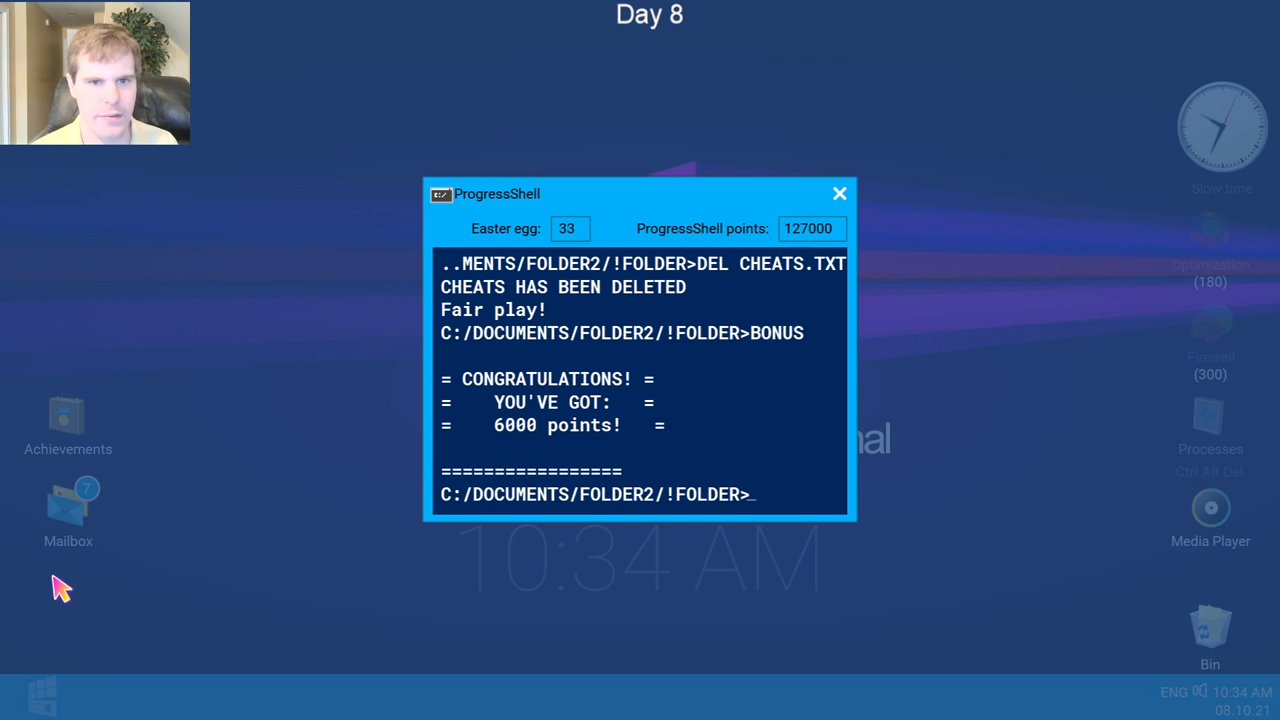 Day 8
ProgressShell
Easter egg: 33 ProgressShell points: 127000
..MENTS/FOLDER2/!FOLDER>DEL CHEATS.TXT
CHEATS HAS BEEN DELETED
Fair play!
C:/DOCUMENTS/FOLDER2/!FOLDER>BONUS
= CONGRATULATIONS! =
= YOU'VE GOT: =
= 6000 points! =
=================
C:/DOCUMENTS/FOLDER2/!FOLDER>_
Slow time
Optimization
(180)
Firewall
(300)
Achievements
nal
Processes
Ctrl Alt Del
7
Mailbox
Media Player
10:34 AM
Bin
ENG 10:34 AM
08.10.21